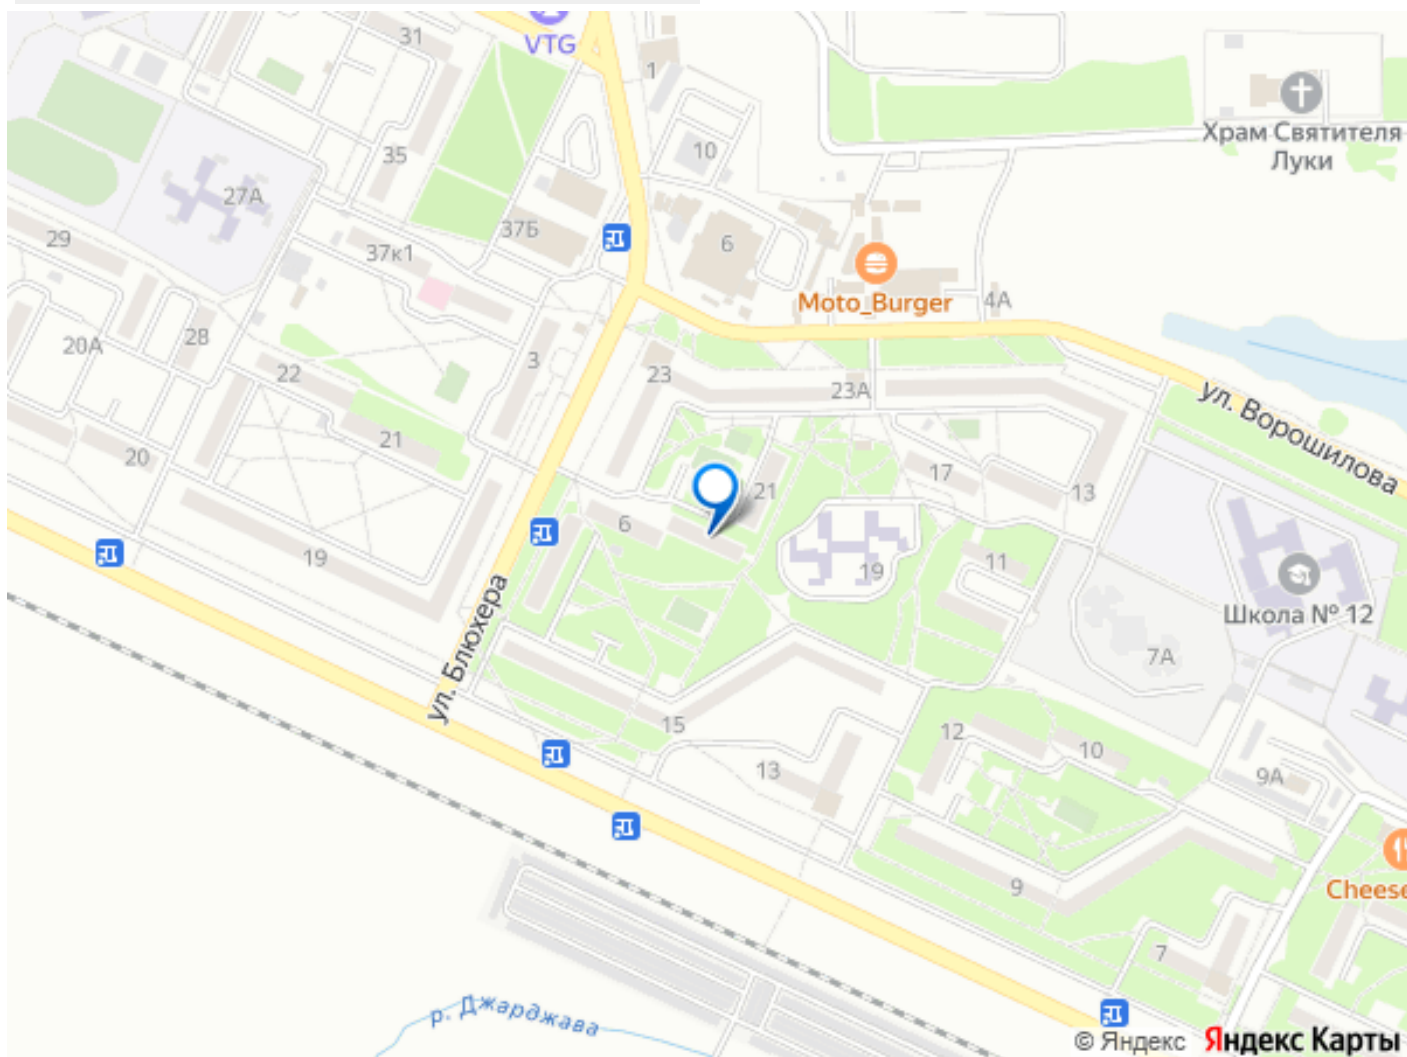 VTG
31
1
Храм Святителя
Луки
10
35
27А
37Б
6
29
37к1
Moto_Burger
4А
28
20А
3
22
23
23А
ул. Ворошилова
21
20
17
13
21
6
19
19
11
Школа № 12
ул. Блюхера
7А
15
12
10
13
9А
9
Cheese
7
р. Джарджава
© Яндекс
Яндекс Карты